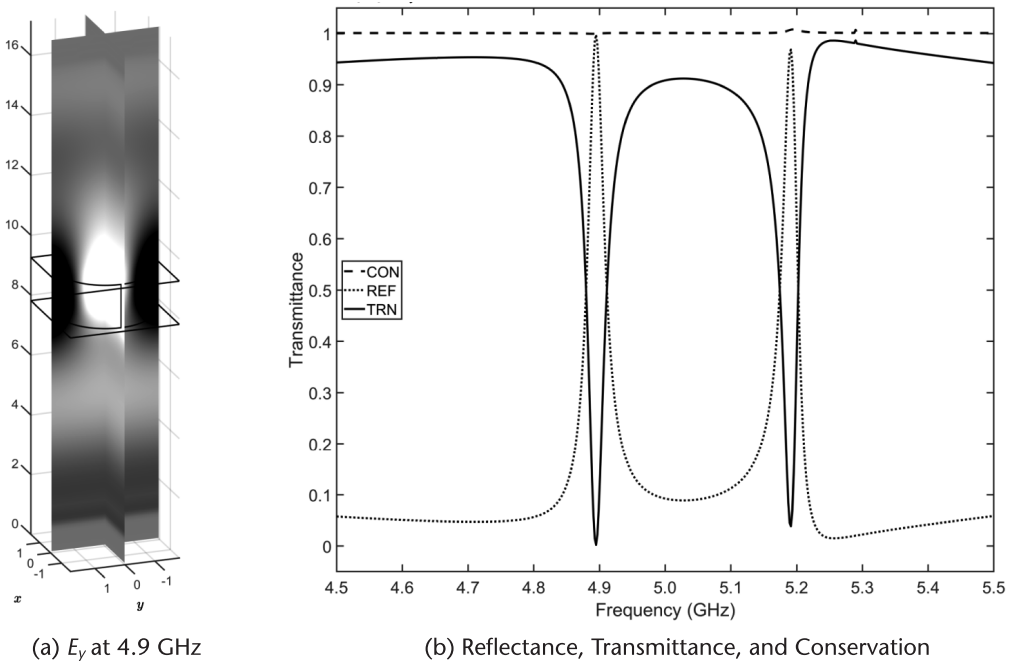 16
14
12
10
8
6
4
2
0
1
0
-1
x
1
0
-1
y
1
0.9
0.8
0.7
0.6
0.5
0.4
0.3
0.2
0.1
0
Transmittance
CON
REF
TRN
4.5 4.6 4.7 4.8 4.9 5.0 5.1 5.2 5.3 5.4 5.5
Frequency (GHz)
(a) Ey at 4.9 GHz
(b) Reflectance, Transmittance, and Conservation